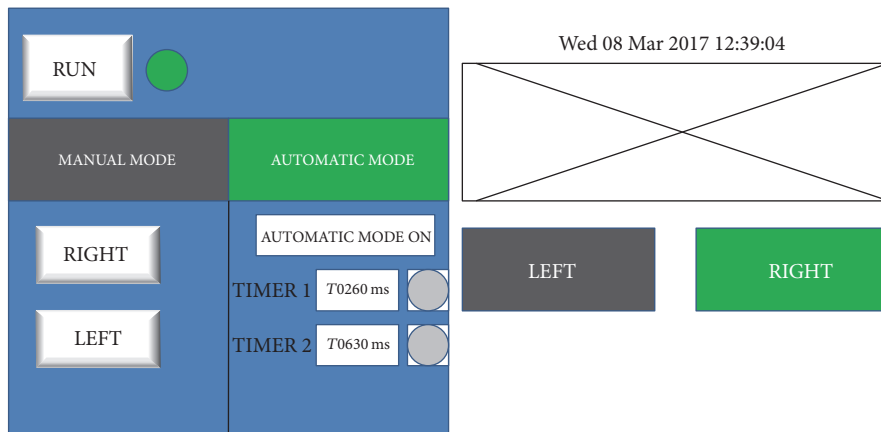 Wed 08 Mar 2017 12:39:04
RUN
MANUAL MODE
AUTOMATIC MODE
RIGHT
LEFT
AUTOMATIC MODE ON
TIMER 1 T0260 ms
TIMER 2 T0630 ms
LEFT
RIGHT